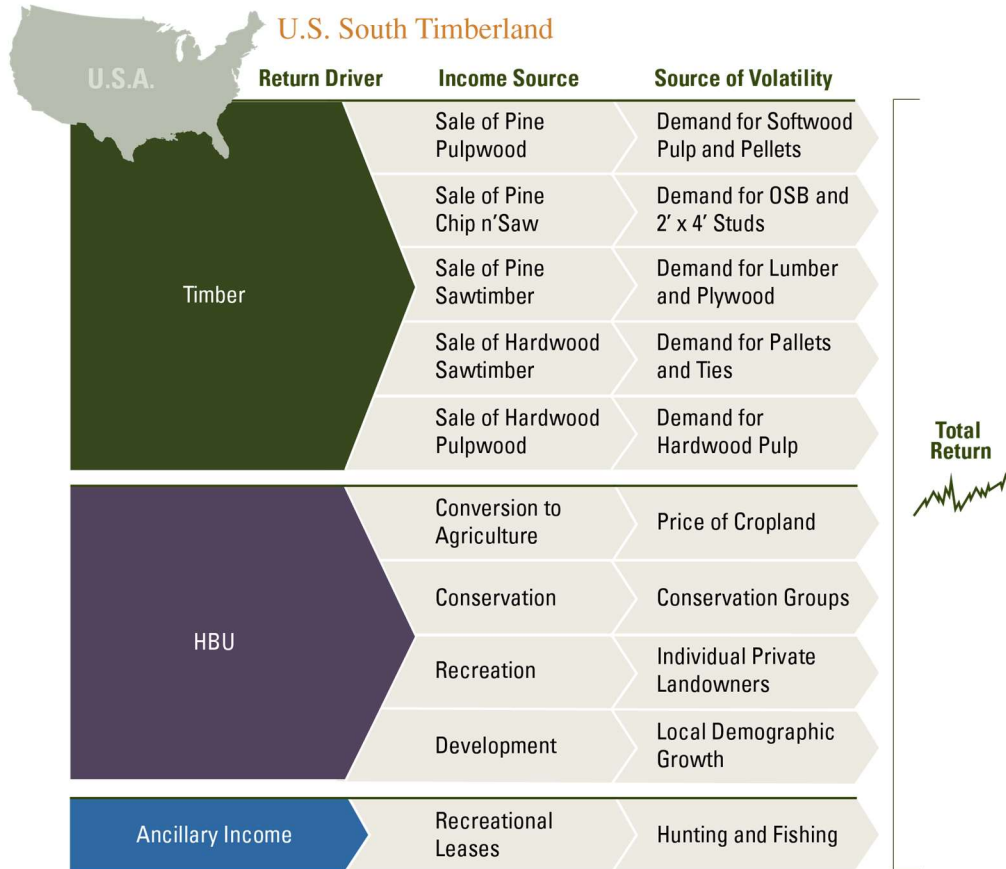 U.S. South Timberland
U.S.A.
Return Driver Income Source Source of Volatility
Timber
Sale of Pine
Pulpwood
Demand for Softwood
Pulp and Pellets
Sale of Pine
Chip n'Saw
Demand for OSB and
2' x 4' Studs
Sale of Pine
Sawtimber
Demand for Lumber
and Plywood
Sale of Hardwood
Sawtimber
Demand for Pallets
and Ties
Sale of Hardwood
Pulpwood
Demand for
Hardwood Pulp
HBU
Conversion to
Agriculture
Price of Cropland
Conservation
Conservation Groups
Recreation
Individual Private
Landowners
Development
Local Demographic
Growth
Ancillary Income
Recreational
Leases
Hunting and Fishing
Total
Return